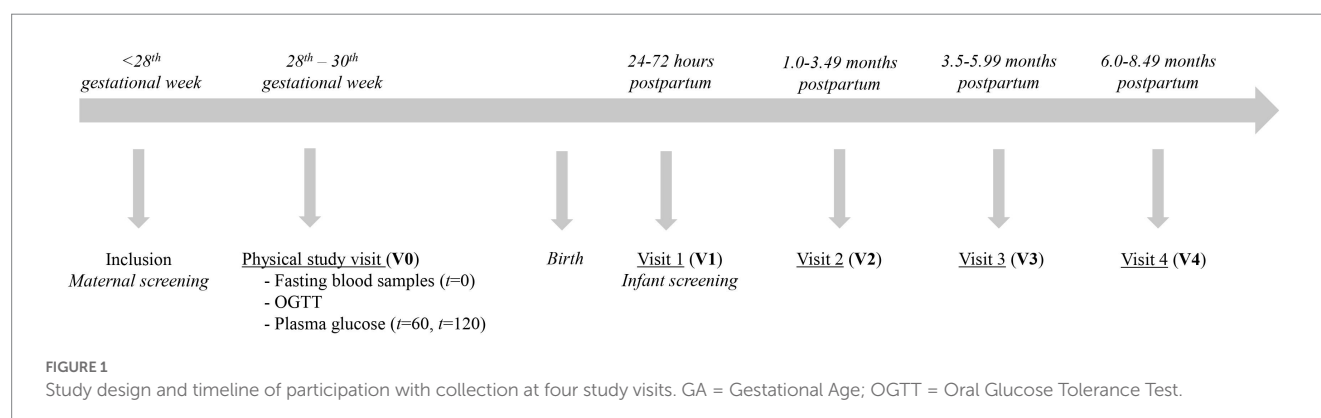 <28th
gestational week
28th – 30th
gestational week
24-72 hours
postpartum
1.0-3.49 months
postpartum
3.5-5.99 months
postpartum
6.0-8.49 months
postpartum
Inclusion
Maternal screening
Physical study visit (V0)
- Fasting blood samples (t=0)
- OGTT
- Plasma glucose (t=60, t=120)
Birth
Visit 1 (V1)
Infant screening
Visit 2 (V2)
Visit 3 (V3)
Visit 4 (V4)
FIGURE 1
Study design and timeline of participation with collection at four study visits. GA = Gestational Age; OGTT = Oral Glucose Tolerance Test.